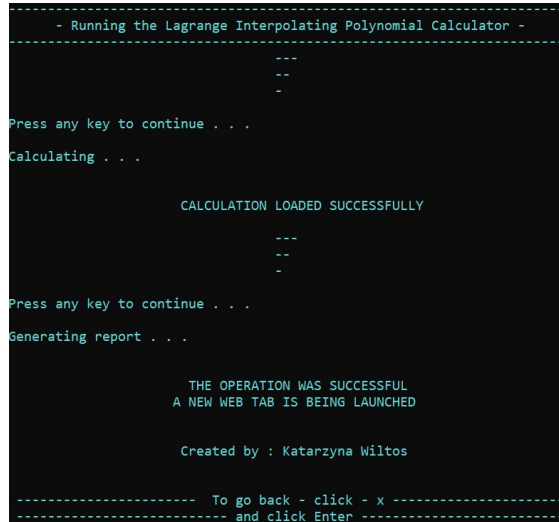 ----------------------------------------------------------------------
- Running the Lagrange Interpolating Polynomial Calculator -
----------------------------------------------------------------------
---
--
-
Press any key to continue . . .
Calculating . . .
CALCULATION LOADED SUCCESSFULLY
---
--
-
Press any key to continue . . .
Generating report . . .
THE OPERATION WAS SUCCESSFUL
A NEW WEB TAB IS BEING LAUNCHED
Created by : Katarzyna Wiltos
----------------------- To go back - click - x ---------------------
--------------------------- and click Enter -------------------------